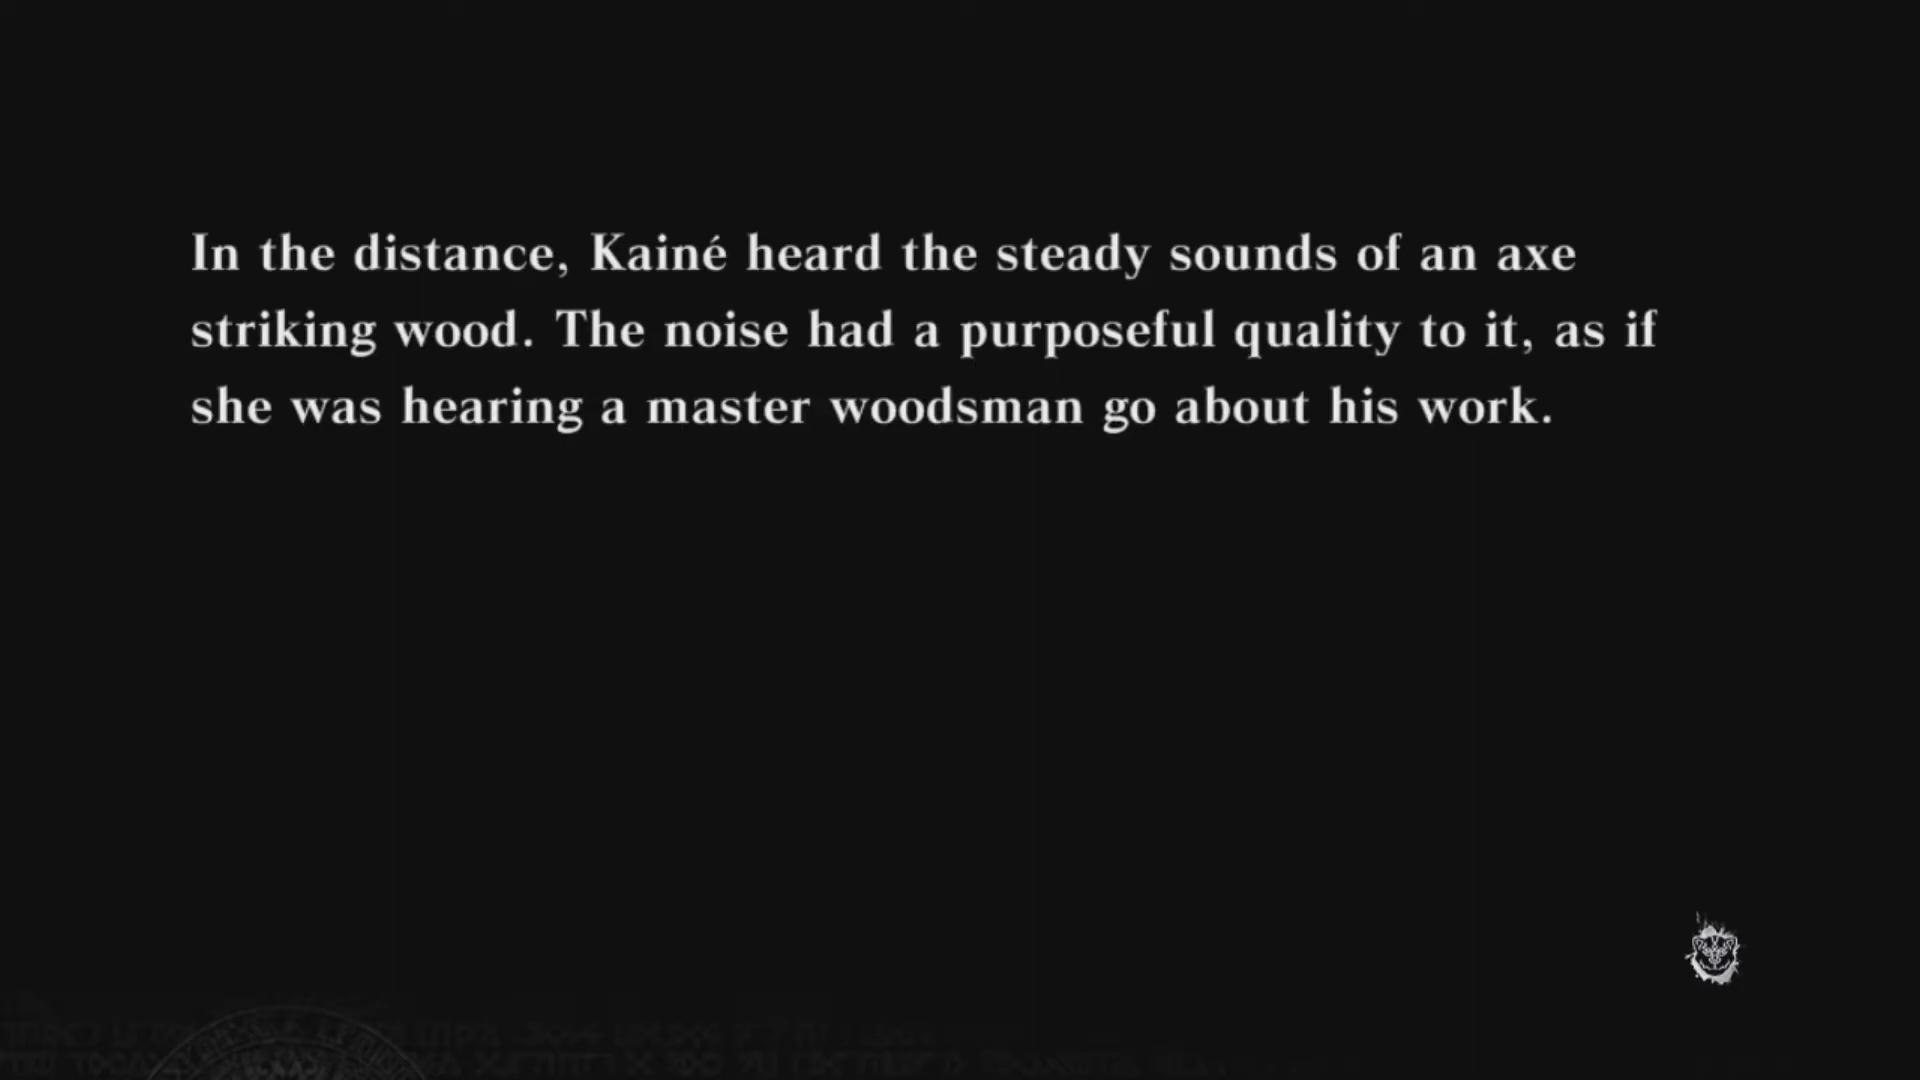 In the distance, Kainé heard the steady sounds of an axe
striking wood. The noise had a purposeful quality to it, as if
she was hearing a master woodsman go about his work.